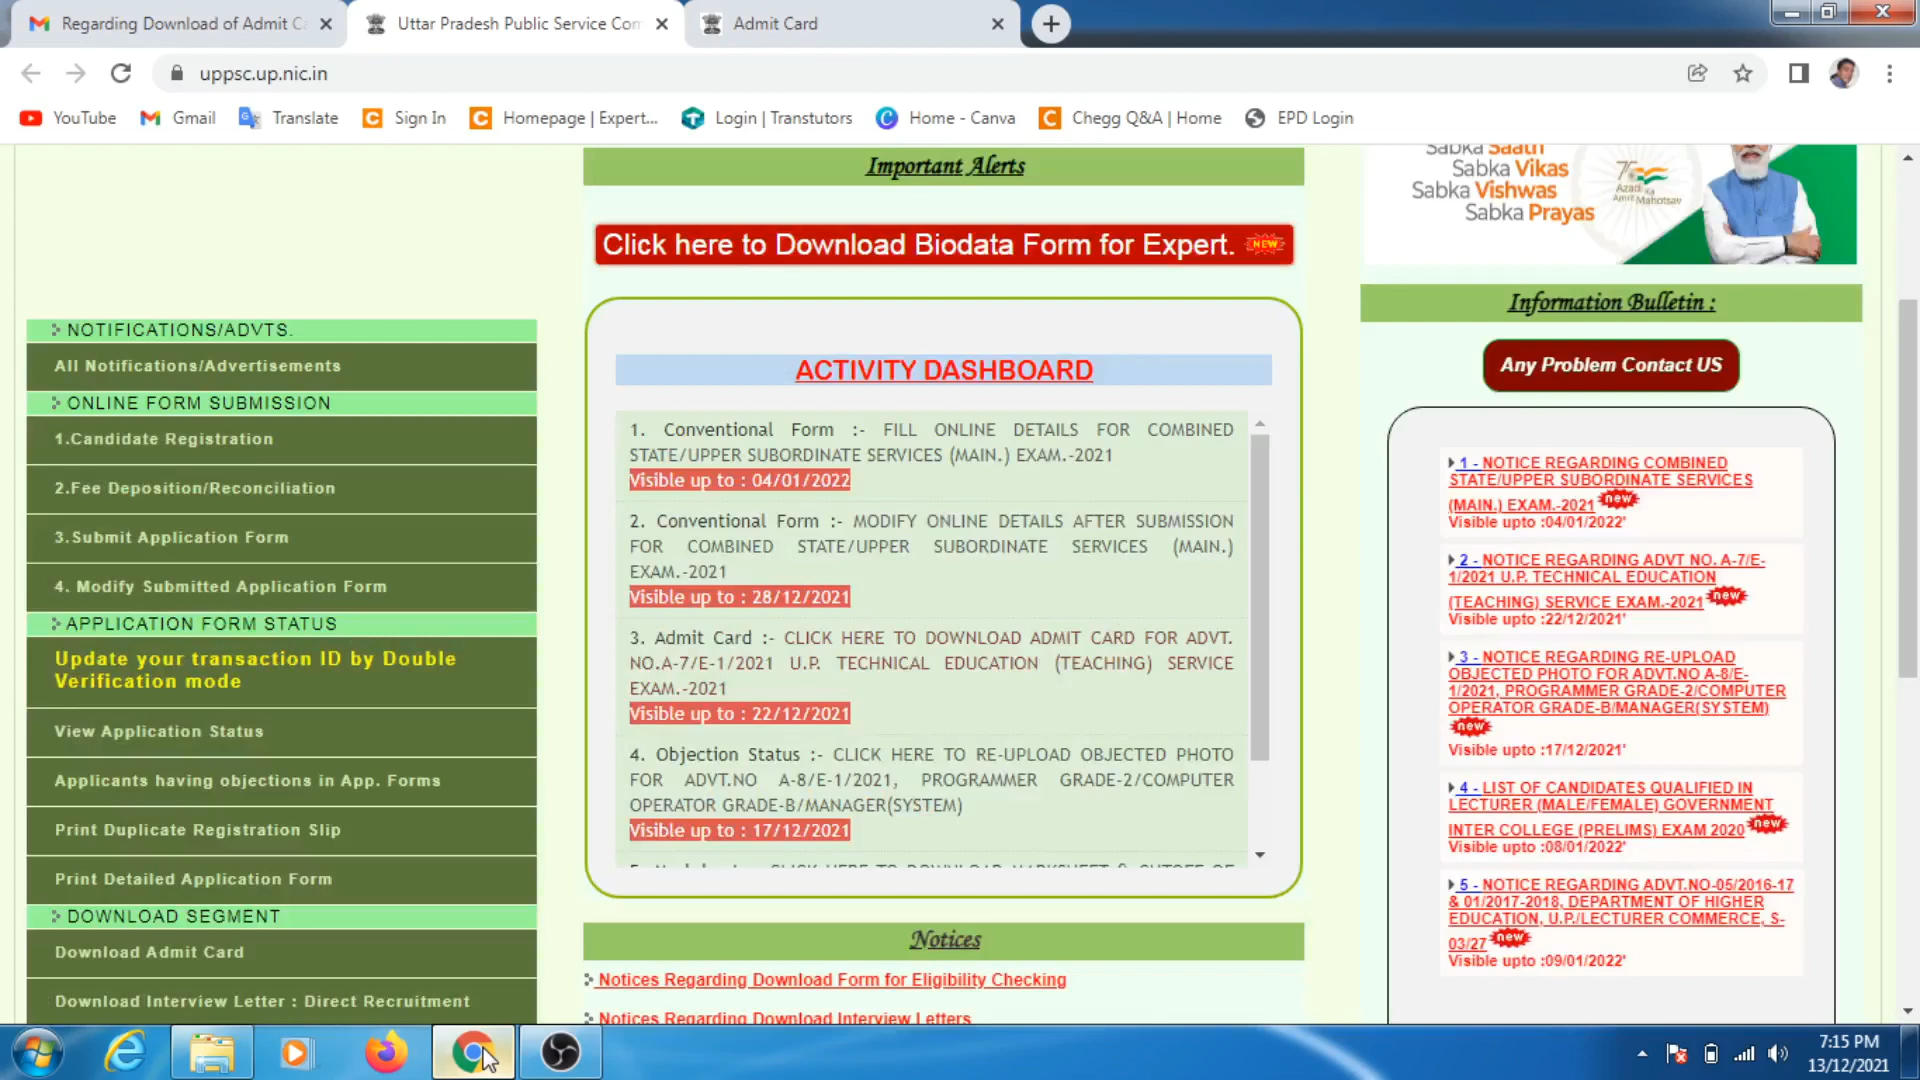 Regarding Download of Admit C
Uttar Pradesh Public Service Com
Admit Card
uppsc.up.nic.in
YouTube
Gmail
Translate
Sign In
Homepage | Expert...
Login | Transtutors
Home - Canva
Chegg Q&A | Home
EPD Login
NOTIFICATIONS/ADVTS.
All Notifications/Advertisements
ONLINE FORM SUBMISSION
1.Candidate Registration
2.Fee Deposition/Reconciliation
3.Submit Application Form
4. Modify Submitted Application Form
APPLICATION FORM STATUS
Update your transaction ID by Double
Verification mode
View Application Status
Applicants having objections in App. Forms
Print Duplicate Registration Slip
Print Detailed Application Form
DOWNLOAD SEGMENT
Download Admit Card
Download Interview Letter : Direct Recruitment
Important Alerts
Click here to Download Biodata Form for Expert. NEW
ACTIVITY DASHBOARD
1. Conventional Form :- FILL ONLINE DETAILS FOR COMBINED
STATE/UPPER SUBORDINATE SERVICES (MAIN.) EXAM.-2021
Visible up to : 04/01/2022
2. Conventional Form :- MODIFY ONLINE DETAILS AFTER SUBMISSION
FOR COMBINED STATE/UPPER SUBORDINATE SERVICES (MAIN.)
EXAM.-2021
Visible up to : 28/12/2021
3. Admit Card :- CLICK HERE TO DOWNLOAD ADMIT CARD FOR ADVT.
NO.A-7/E-1/2021 U.P. TECHNICAL EDUCATION (TEACHING) SERVICE
EXAM.-2021
Visible up to : 22/12/2021
4. Objection Status :- CLICK HERE TO RE-UPLOAD OBJECTED PHOTO
FOR ADVT.NO A-8/E-1/2021, PROGRAMMER GRADE-2/COMPUTER
OPERATOR GRADE-B/MANAGER(SYSTEM)
Visible up to : 17/12/2021
Notices
Notices Regarding Download Form for Eligibility Checking
Notices Regarding Download Interview Letters
Sabka Saath
Sabka Vikas
Sabka Vishwas
Sabka Prayas
Azadi Ka
Amrit Mahotsav
Information Bulletin :
Any Problem Contact US
1 - NOTICE REGARDING COMBINED
STATE/UPPER SUBORDINATE SERVICES
(MAIN.) EXAM.-2021 new
Visible upto :04/01/2022'
2 - NOTICE REGARDING ADVT NO. A-7/E-
1/2021 U.P. TECHNICAL EDUCATION
(TEACHING) SERVICE EXAM.-2021 new
Visible upto :22/12/2021'
3 - NOTICE REGARDING RE-UPLOAD
OBJECTED PHOTO FOR ADVT.NO A-8/E-
1/2021, PROGRAMMER GRADE-2/COMPUTER
OPERATOR GRADE-B/MANAGER(SYSTEM)
new
Visible upto :17/12/2021'
4 - LIST OF CANDIDATES QUALIFIED IN
LECTURER (MALE/FEMALE) GOVERNMENT
INTER COLLEGE (PRELIMS) EXAM 2020 new
Visible upto :08/01/2022'
5 - NOTICE REGARDING ADVT.NO-05/2016-17
& 01/2017-2018, DEPARTMENT OF HIGHER
EDUCATION, U.P./LECTURER COMMERCE, S-
03/27 new
Visible upto :09/01/2022'
7:15 PM
13/12/2021